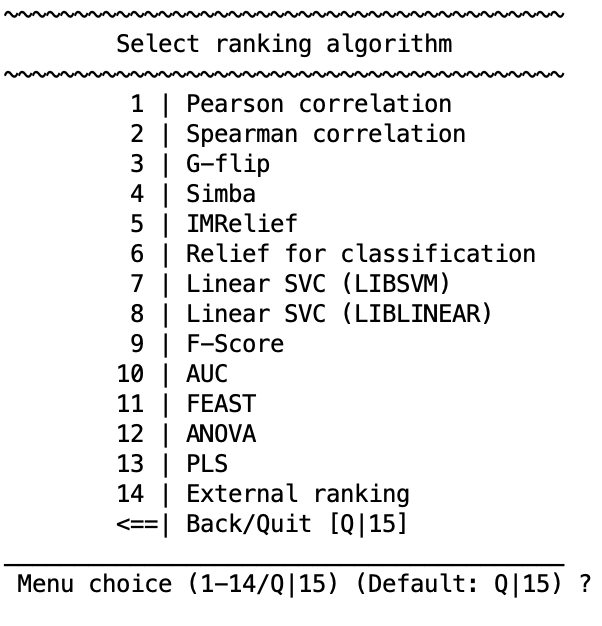 Select ranking algorithm
1 | Pearson correlation
2 | Spearman correlation
3 | G-flip
4 | Simba
5 | IMRelief
6 | Relief for classification
7 | Linear SVC (LIBSVM)
8 | Linear SVC (LIBLINEAR)
9 | F-Score
10 | AUC
11 | FEAST
12 | ANOVA
13 | PLS
14 | External ranking
<==| Back/Quit [Q|15]
Menu choice (1-14/Q|15) (Default: Q|15) ?